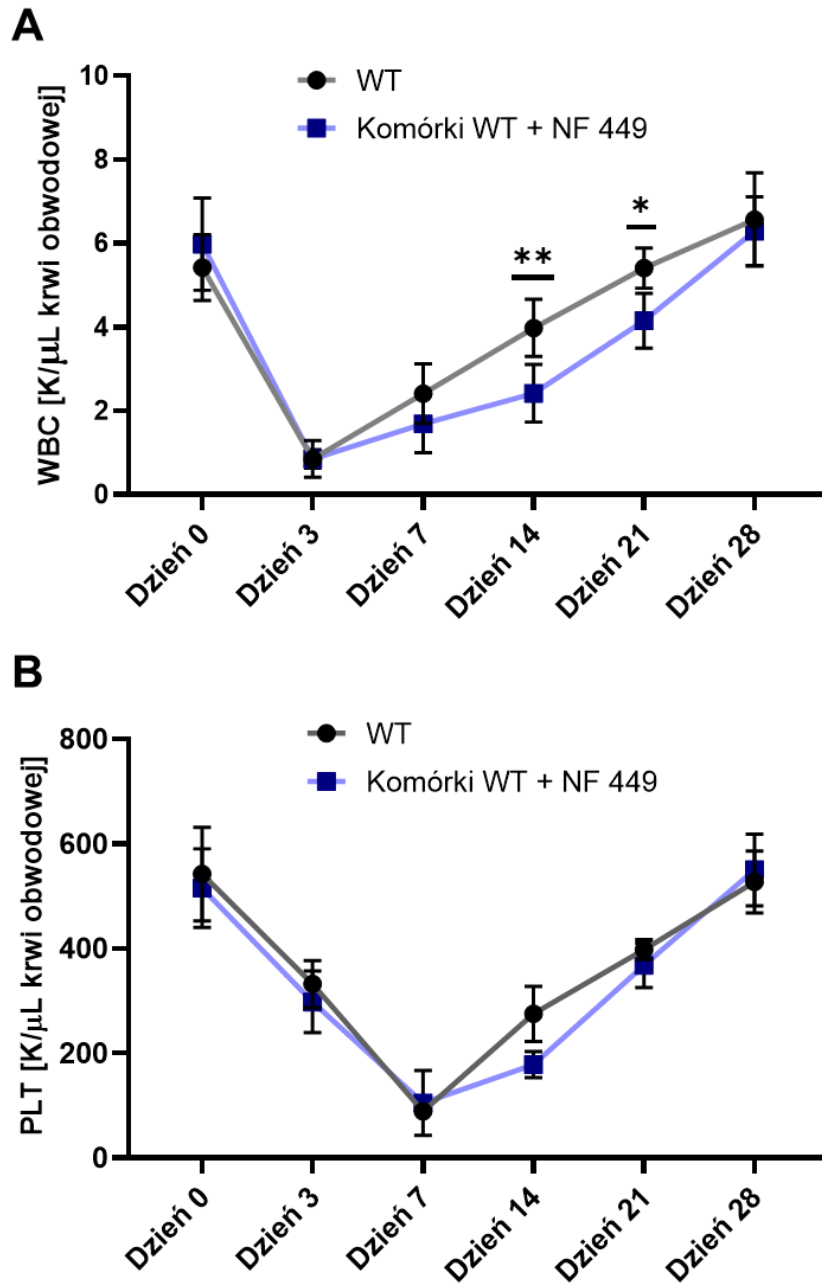 A
WT
Komórki WT + NF 449
WBC [K/μL krwi obwodowej]
10
8
6
4
2
0
**
*
Dzień 0
Dzień 3
Dzień 7
Dzień 14
Dzień 21
Dzień 28
B
WT
Komórki WT + NF 449
PLT [K/μL krwi obwodowej]
800
600
400
200
0
Dzień 0
Dzień 3
Dzień 7
Dzień 14
Dzień 21
Dzień 28